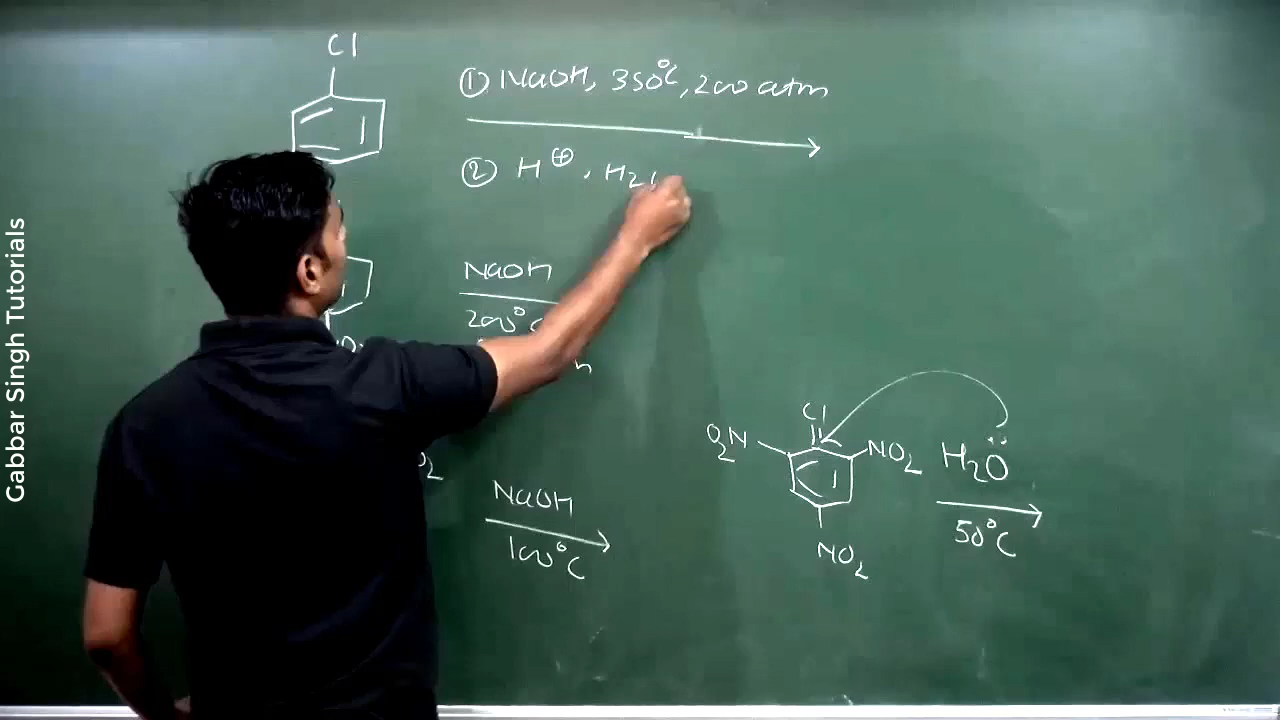 Cl
① NaOH, 350°C, 200 atm
② H⊕, H2
NaOH
200°C
Cl
O2N
NO2
H2O
50°C
NO2
NaOH
100°C
Gabbar Singh Tutorials